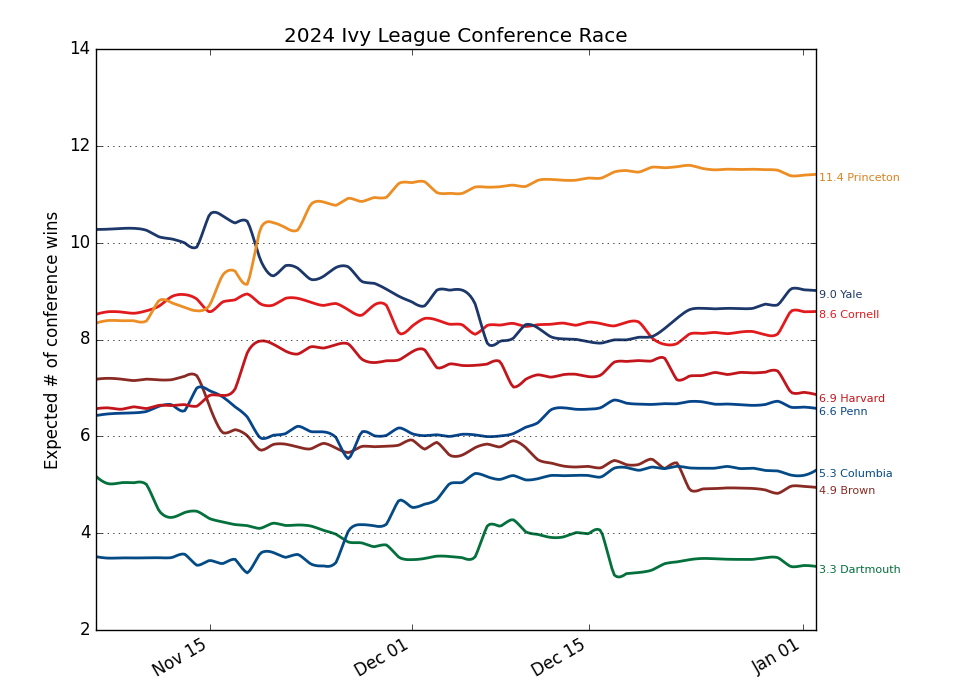 2024 Ivy League Conference Race
Expected # of conference wins
14
12
10
8
6
4
2
11.4 Princeton
9.0 Yale
8.6 Cornell
6.9 Harvard
6.6 Penn
5.3 Columbia
4.9 Brown
3.3 Dartmouth
Nov 15
Dec 01
Dec 15
Jan 01